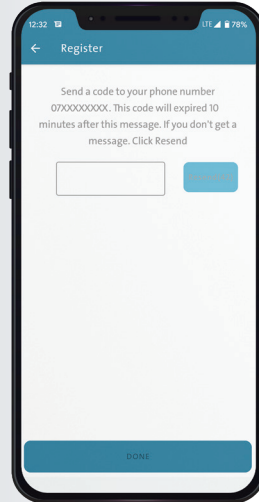 12:32 LTE 78%
← Register
Send a code to your phone number
07XXXXXXXX. This code will expired 10
minutes after this message. If you don't get a
message. Click Resend
DONE